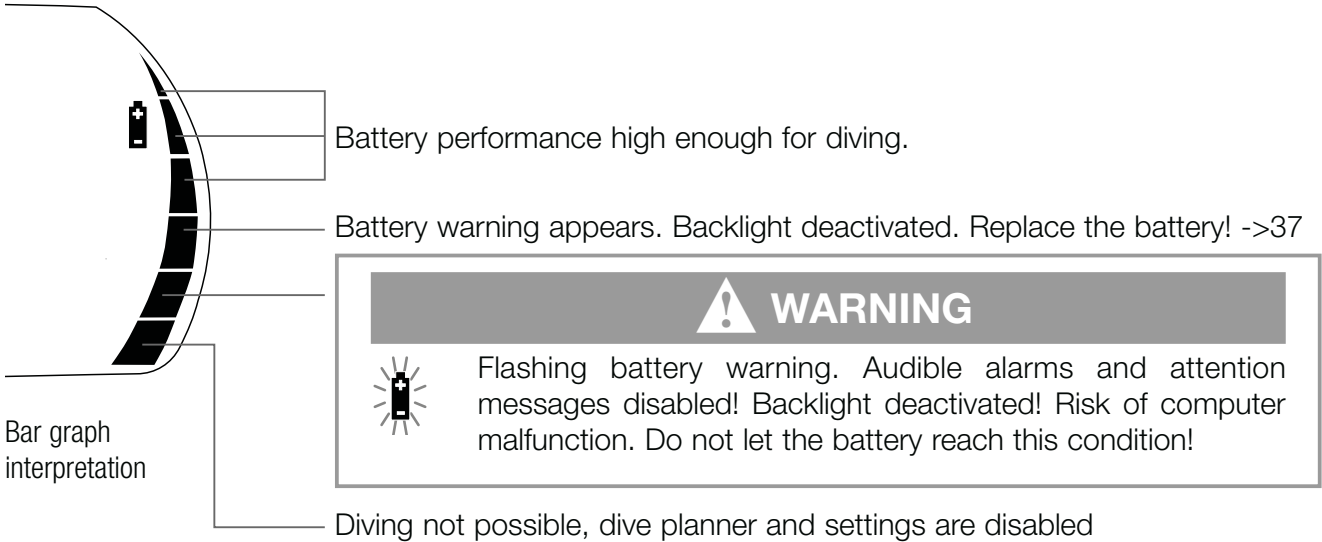 Battery performance high enough for diving.
Battery warning appears. Backlight deactivated. Replace the battery! ->37
WARNING
Flashing battery warning. Audible alarms and attention
messages disabled! Backlight deactivated! Risk of computer
malfunction. Do not let the battery reach this condition!
Bar graph
interpretation
Diving not possible, dive planner and settings are disabled